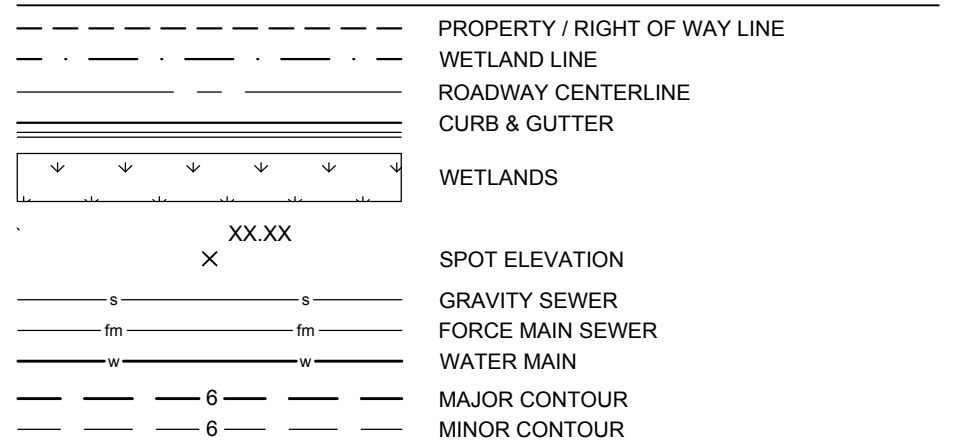 PROPERTY / RIGHT OF WAY LINE
WETLAND LINE
ROADWAY CENTERLINE
CURB & GUTTER
WETLANDS
XX.XX
SPOT ELEVATION
s s GRAVITY SEWER
fm fm FORCE MAIN SEWER
w w WATER MAIN
6 MAJOR CONTOUR
6 MINOR CONTOUR